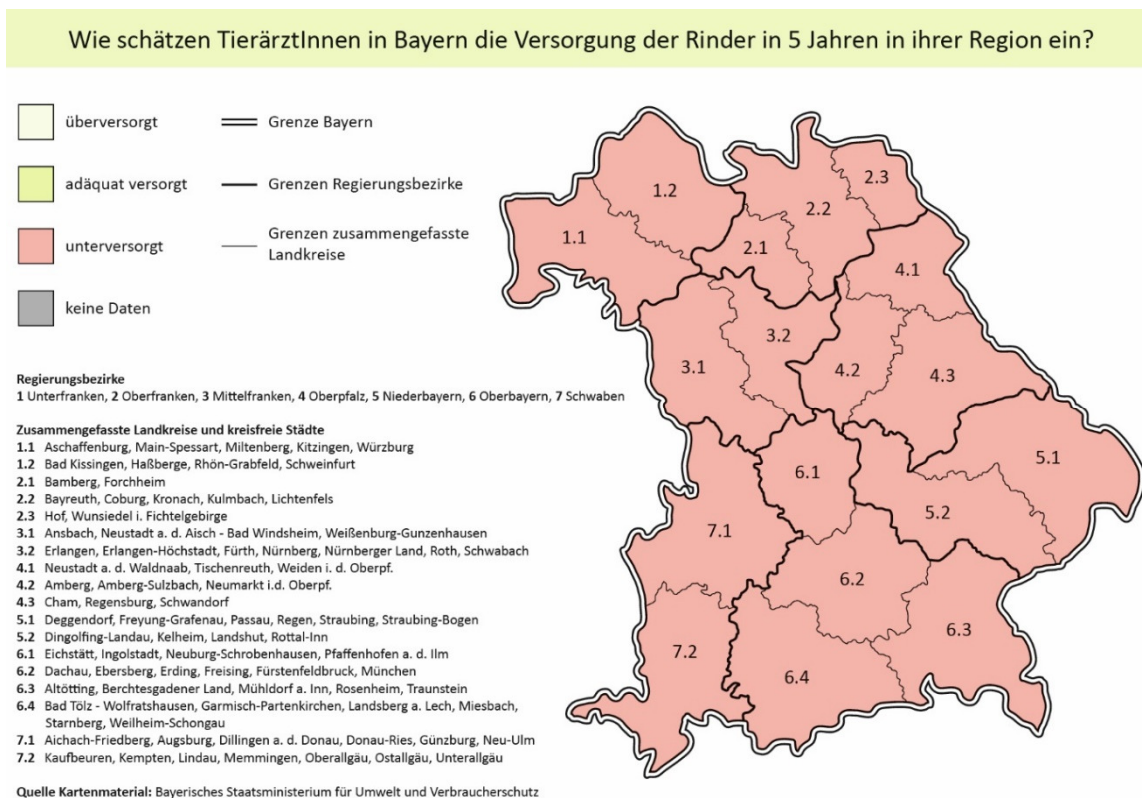 Wie schätzen TierärztInnen in Bayern die Versorgung der Rinder in 5 Jahren in ihrer Region ein?
überversorgt
adäquat versorgt
unterversorgt
keine Daten
Grenze Bayern
Grenzen Regierungsbezirke
Grenzen zusammengefasste
Landkreise
Regierungsbezirke
1 Unterfranken, 2 Oberfranken, 3 Mittelfranken, 4 Oberpfalz, 5 Niederbayern, 6 Oberbayern, 7 Schwaben
Zusammengefasste Landkreise und kreisfreie Städte
1.1 Aschaffenburg, Main-Spessart, Miltenberg, Kitzingen, Würzburg
1.2 Bad Kissingen, Haßberge, Rhön-Grabfeld, Schweinfurt
2.1 Bamberg, Forchheim
2.2 Bayreuth, Coburg, Kronach, Kulmbach, Lichtenfels
2.3 Hof, Wunsiedel i. Fichtelgebirge
3.1 Ansbach, Neustadt a. d. Aisch - Bad Windsheim, Weißenburg-Gunzenhausen
3.2 Erlangen, Erlangen-Höchstadt, Fürth, Nürnberg, Nürnberger Land, Roth, Schwabach
4.1 Neustadt a. d. Waldnaab, Tischenreuth, Weiden i. d. Oberpf.
4.2 Amberg, Amberg-Sulzbach, Neumarkt i.d. Oberpf.
4.3 Cham, Regensburg, Schwandorf
5.1 Deggendorf, Freyung-Grafenau, Passau, Regen, Straubing, Straubing-Bogen
5.2 Dingolfing-Landau, Kelheim, Landshut, Rottal-Inn
6.1 Eichstätt, Ingolstadt, Neuburg-Schrobenhausen, Pfaffenhofen a. d. Ilm
6.2 Dachau, Ebersberg, Erding, Freising, Fürstenfeldbruck, München
6.3 Altötting, Berchtesgadener Land, Mühldorf a. Inn, Rosenheim, Traunstein
6.4 Bad Tölz - Wolfratshausen, Garmisch-Partenkirchen, Landsberg a. Lech, Miesbach,
Starnberg, Weilheim-Schongau
7.1 Aichach-Friedberg, Augsburg, Dillingen a. d. Donau, Donau-Ries, Günzburg, Neu-Ulm
7.2 Kaufbeuren, Kempten, Lindau, Memmingen, Oberallgäu, Ostallgäu, Unterallgäu
Quelle Kartenmaterial: Bayerisches Staatsministerium für Umwelt und Verbraucherschutz
1.2
2.3
2.2
1.1
2.1
4.1
3.2
3.1
4.2
4.3
5.1
6.1
5.2
7.1
6.2
6.3
7.2
6.4